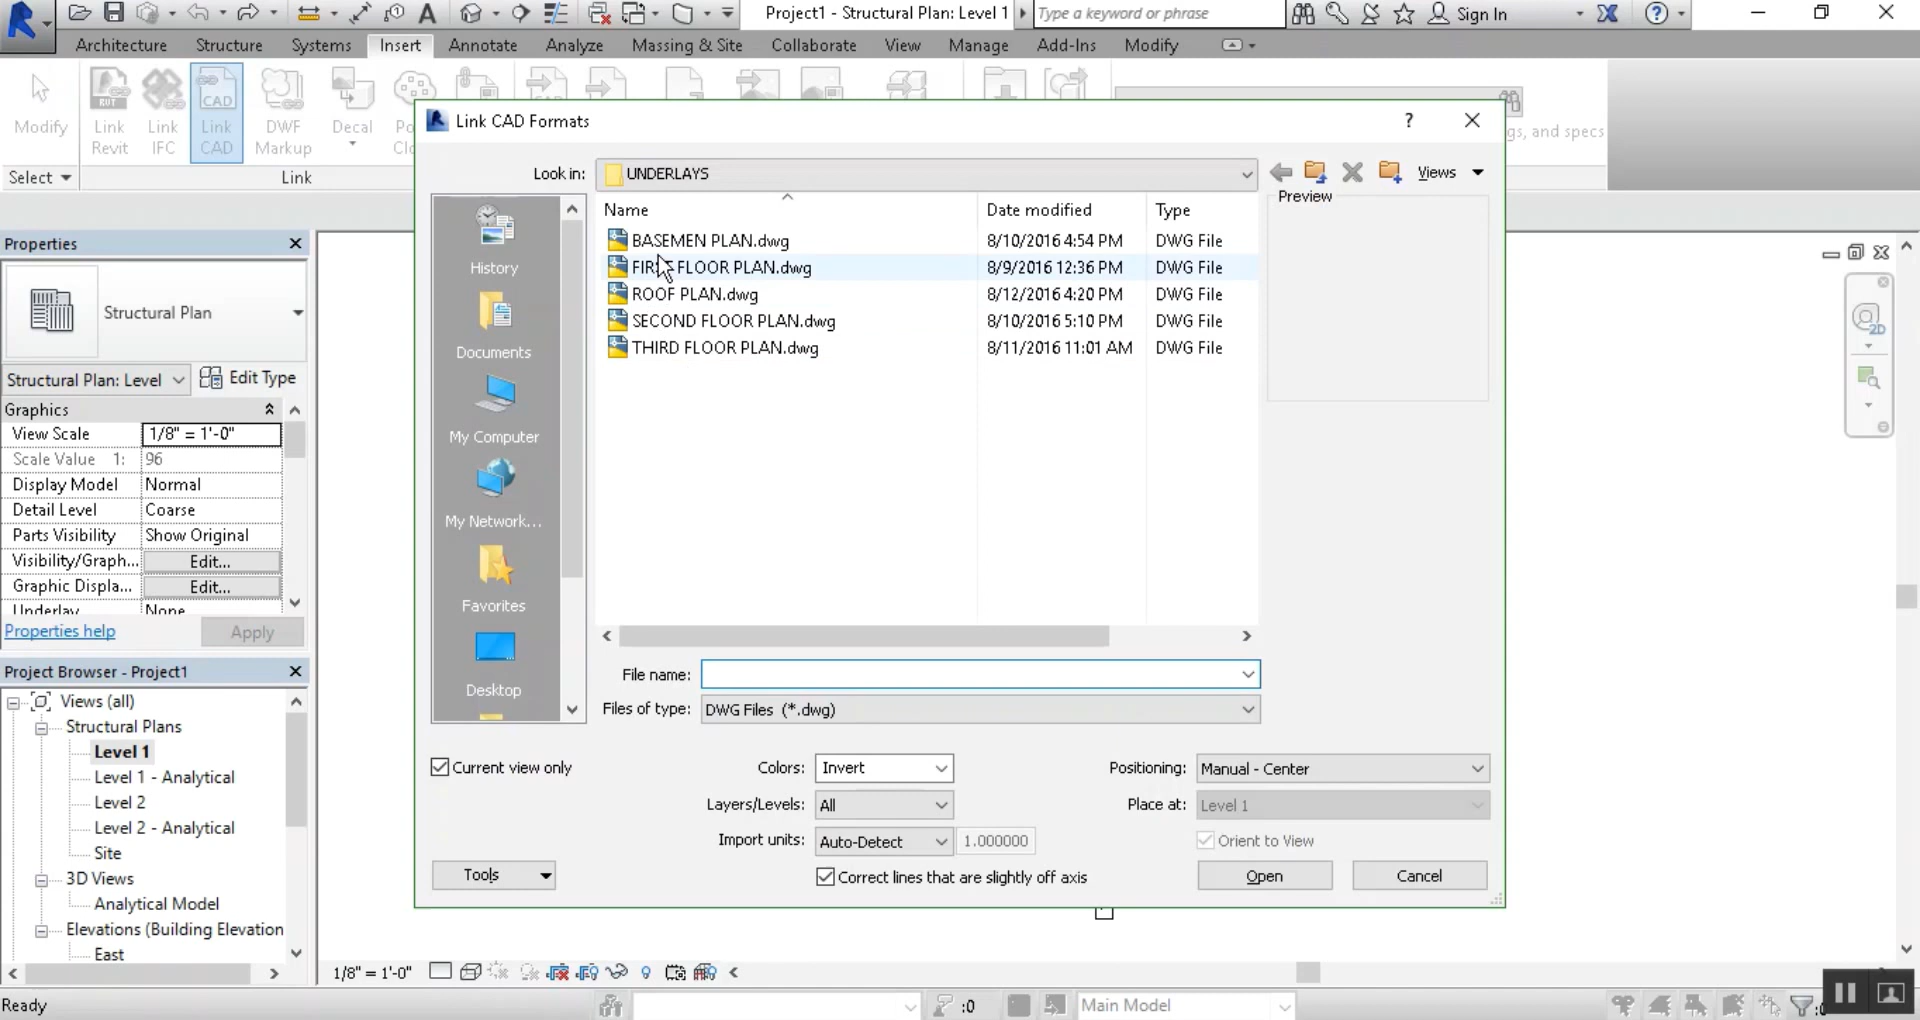 Project1 - Structural Plan: Level 1
Type a keyword or phrase
Sign In
Architecture Structure Systems Insert Annotate Analyze Massing & Site Collaborate View Manage Add-Ins Modify
Modify
Link Revit
Link IFC
Link CAD
DWF Markup
Decal
Select
Link
Link CAD Formats
Look in: UNDERLAYS
Views
Preview
Name Date modified Type
BASEMEN PLAN.dwg 8/10/2016 4:54 PM DWG File
FIRST FLOOR PLAN.dwg 8/9/2016 12:36 PM DWG File
ROOF PLAN.dwg 8/12/2016 4:20 PM DWG File
SECOND FLOOR PLAN.dwg 8/10/2016 5:10 PM DWG File
THIRD FLOOR PLAN.dwg 8/11/2016 11:01 AM DWG File
History
Documents
My Computer
My Network...
Favorites
Desktop
File name:
Files of type: DWG Files (*.dwg)
Current view only
Colors: Invert
Positioning: Manual - Center
Layers/Levels: All
Place at: Level 1
Import units: Auto-Detect 1.000000
Orient to View
Correct lines that are slightly off axis
Tools
Open
Cancel
and specs
Properties
Structural Plan
Structural Plan: Level
Edit Type
Graphics
View Scale 1/8" = 1'-0"
Scale Value 1: 96
Display Model Normal
Detail Level Coarse
Parts Visibility Show Original
Visibility/Graph... Edit...
Graphic Displa... Edit...
Underlay None
Properties help
Apply
Project Browser - Project1
Views (all)
Structural Plans
Level 1
Level 1 - Analytical
Level 2
Level 2 - Analytical
Site
3D Views
Analytical Model
Elevations (Building Elevation
East
1/8" = 1'-0"
Ready
:0
Main Model